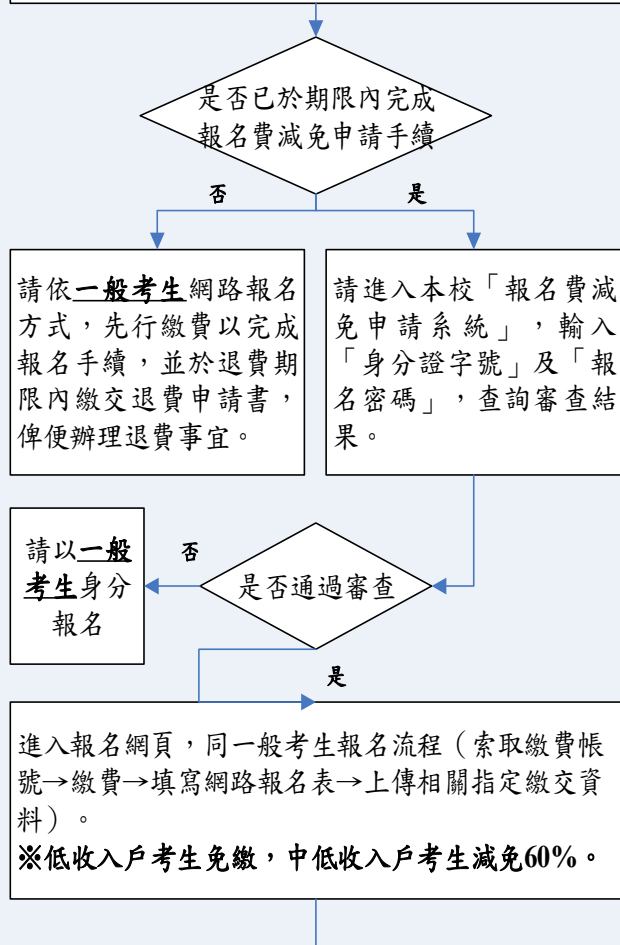 是否已於期限內完成
報名費減免申請手續
否
是
請依一般考生網路報名
方式，先行繳費以完成
報名手續，並於退費期
限內繳交退費申請書，
俾便辦理退費事宜。
請進入本校「報名費減
免申請系統」，輸入
「身分證字號」及「報
名密碼」，查詢審查結
果。
請以一般
考生身分
報名
否
是否通過審查
是
進入報名網頁，同一般考生報名流程（索取繳費帳
號→繳費→填寫網路報名表→上傳相關指定繳交資
料）。
※低收入戶考生免繳，中低收入戶考生減免60%。